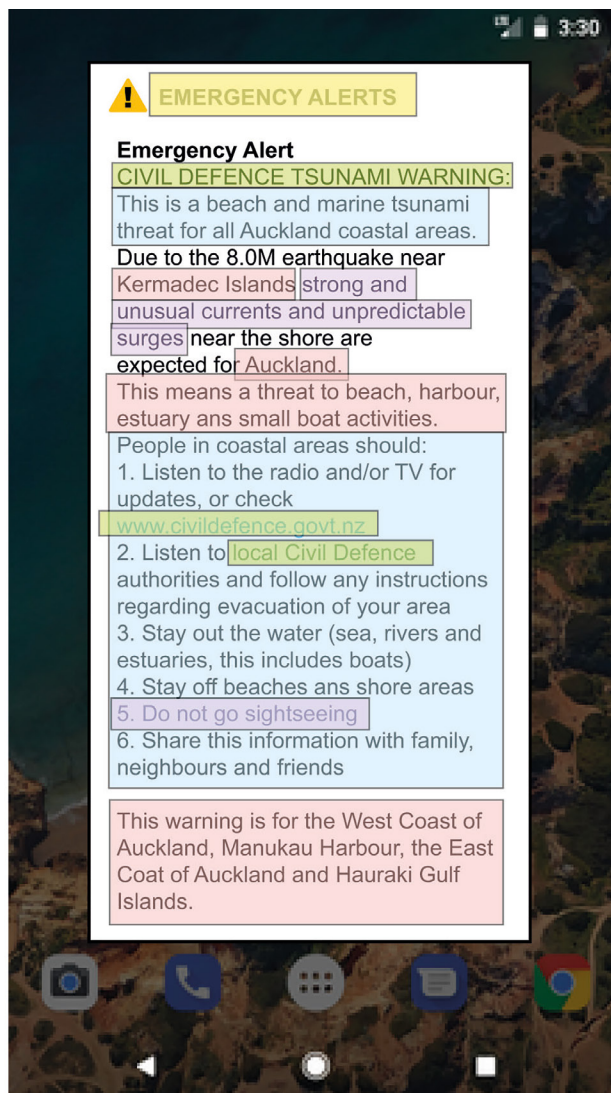 3:30
EMERGENCY ALERTS
Emergency Alert
CIVIL DEFENCE TSUNAMI WARNING:
This is a beach and marine tsunami
threat for all Auckland coastal areas.
Due to the 8.0M earthquake near
Kermadec Islands strong and
unusual currents and unpredictable
surges near the shore are
expected for Auckland.
This means a threat to beach, harbour,
estuary ans small boat activities.
People in coastal areas should:
1. Listen to the radio and/or TV for
updates, or check
www.civildefence.govt.nz
2. Listen to local Civil Defence
authorities and follow any instructions
regarding evacuation of your area
3. Stay out the water (sea, rivers and
estuaries, this includes boats)
4. Stay off beaches ans shore areas
5. Do not go sightseeing
6. Share this information with family,
neighbours and friends
This warning is for the West Coast of
Auckland, Manukau Harbour, the East
Coat of Auckland and Hauraki Gulf
Islands.